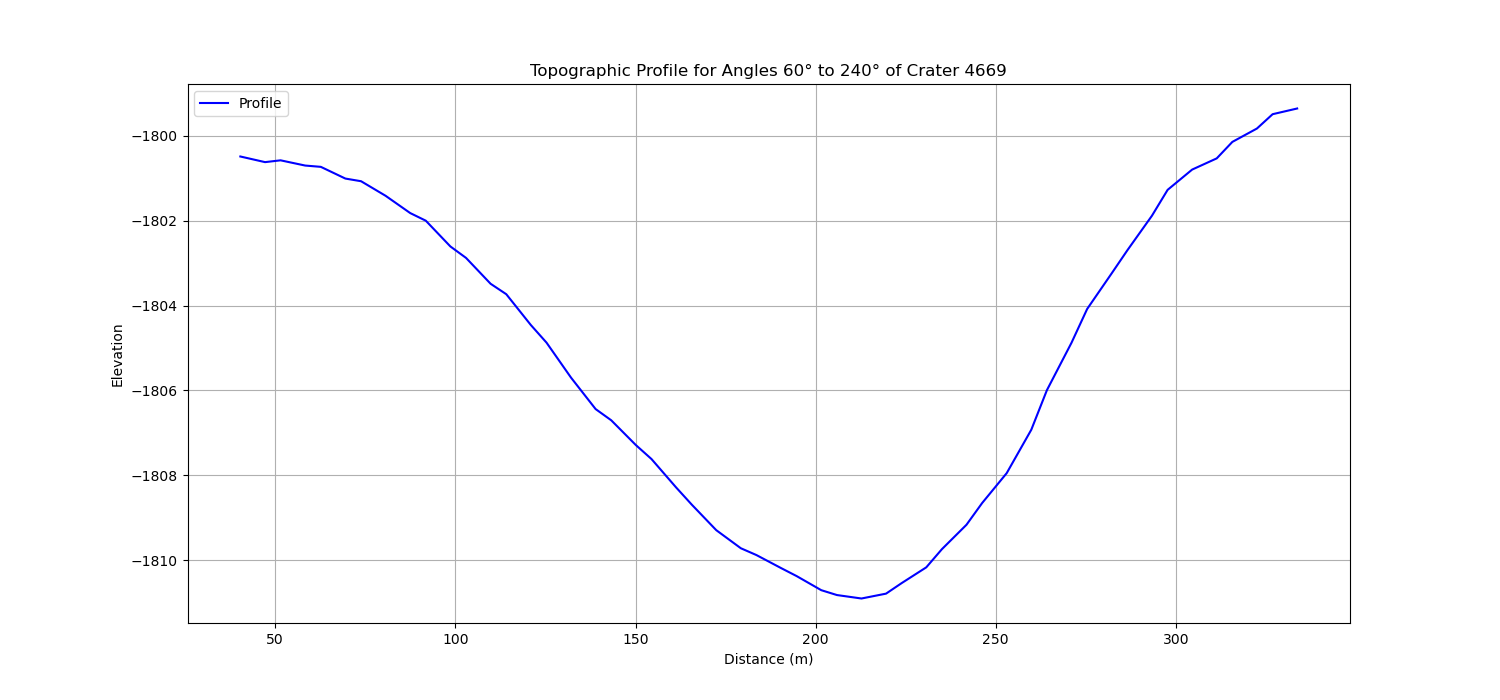 Topographic Profile for Angles 60° to 240° of Crater 4669
Profile
−1800
−1802
−1804
−1806
−1808
−1810
Elevation
50 100 150 200 250 300
Distance (m)